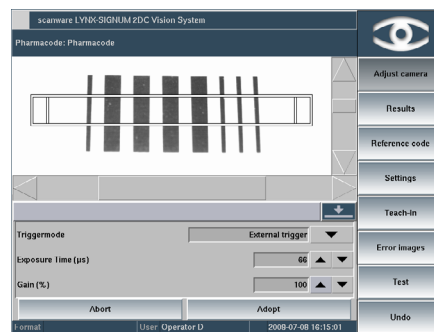 scanware LYNX-SIGNUM 2DC Vision System
Pharmacode: Pharmacode
Adjust camera
Results
Reference code
Settings
Teach-In
Error images
Test
Undo
Triggermode External trigger
Exposure Time (µs) 66
Gain (%) 100
Abort Adopt
Format User Operator D 2008-07-08 16:15:01